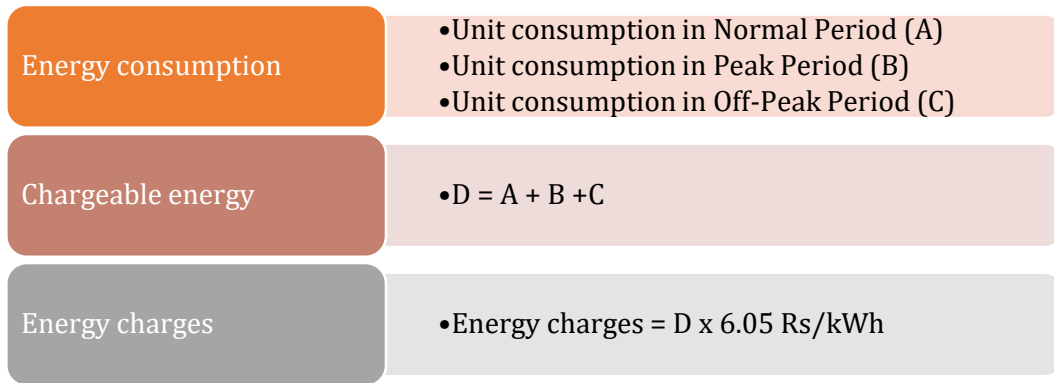 Energy consumption
•Unit consumption in Normal Period (A)
•Unit consumption in Peak Period (B)
•Unit consumption in Off-Peak Period (C)
Chargeable energy
•D = A + B +C
Energy charges
•Energy charges = D x 6.05 Rs/kWh